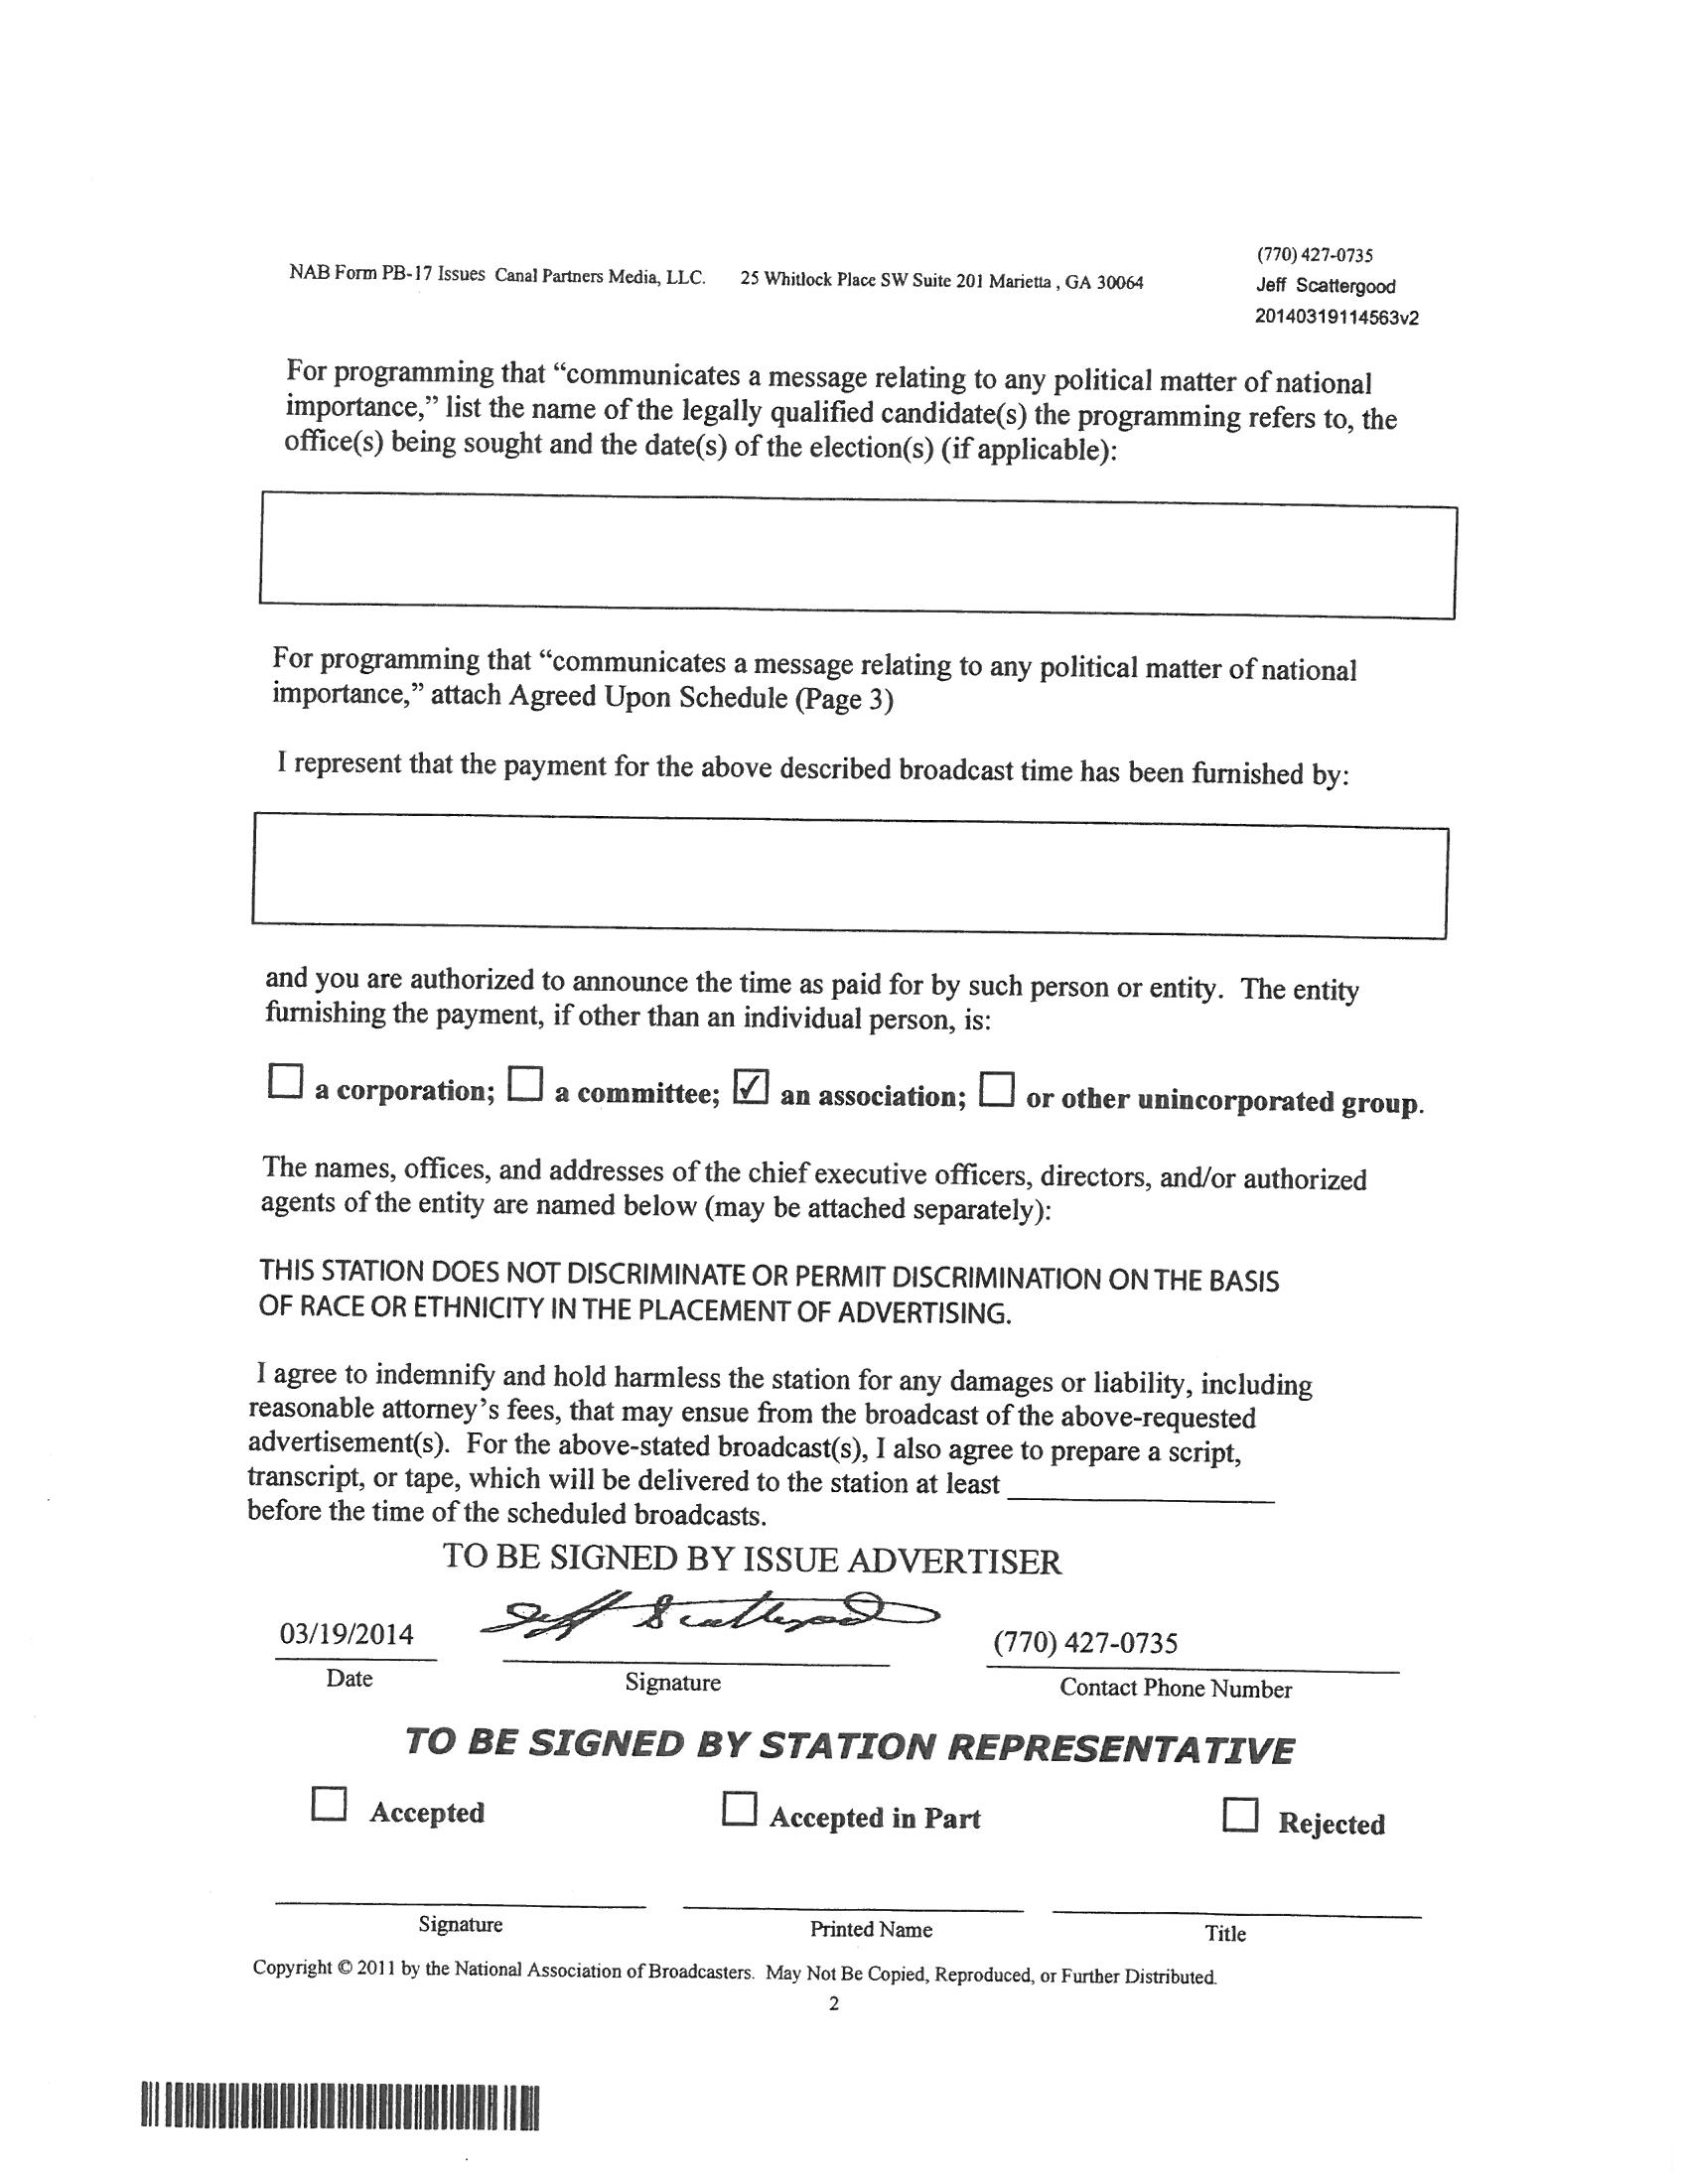 NAB Form PB-17 Issues Canal Partners Media, LLC. 25 Whitlock Place SW Suite 201 Marietta , GA 30064
(770) 427-0735
Jeff Scattergood
20140319114563v2
For programming that “communicates a message relating to any political matter of national
importance,” list the name of the legally qualified candidate(s) the programming refers to, the
office(s) being sought and the date(s) of the election(s) (if applicable):
For programming that “communicates a message relating to any political matter of national
importance,” attach Agreed Upon Schedule (Page 3)
I represent that the payment for the above described broadcast time has been furnished by:
and you are authorized to announce the time as paid for by such person or entity. The entity
furnishing the payment, if other than an individual person, is:
☐ a corporation; ☐ a committee; ☑ an association; ☐ or other unincorporated group.
The names, offices, and addresses of the chief executive officers, directors, and/or authorized
agents of the entity are named below (may be attached separately):
THIS STATION DOES NOT DISCRIMINATE OR PERMIT DISCRIMINATION ON THE BASIS
OF RACE OR ETHNICITY IN THE PLACEMENT OF ADVERTISING.
I agree to indemnify and hold harmless the station for any damages or liability, including
reasonable attorney’s fees, that may ensue from the broadcast of the above-requested
advertisement(s). For the above-stated broadcast(s), I also agree to prepare a script,
transcript, or tape, which will be delivered to the station at least
before the time of the scheduled broadcasts.
TO BE SIGNED BY ISSUE ADVERTISER
03/19/2014 Jeff Scattergood (770) 427-0735
Date Signature Contact Phone Number
TO BE SIGNED BY STATION REPRESENTATIVE
☐ Accepted ☐ Accepted in Part ☐ Rejected
Signature Printed Name Title
Copyright © 2011 by the National Association of Broadcasters. May Not Be Copied, Reproduced, or Further Distributed.
2